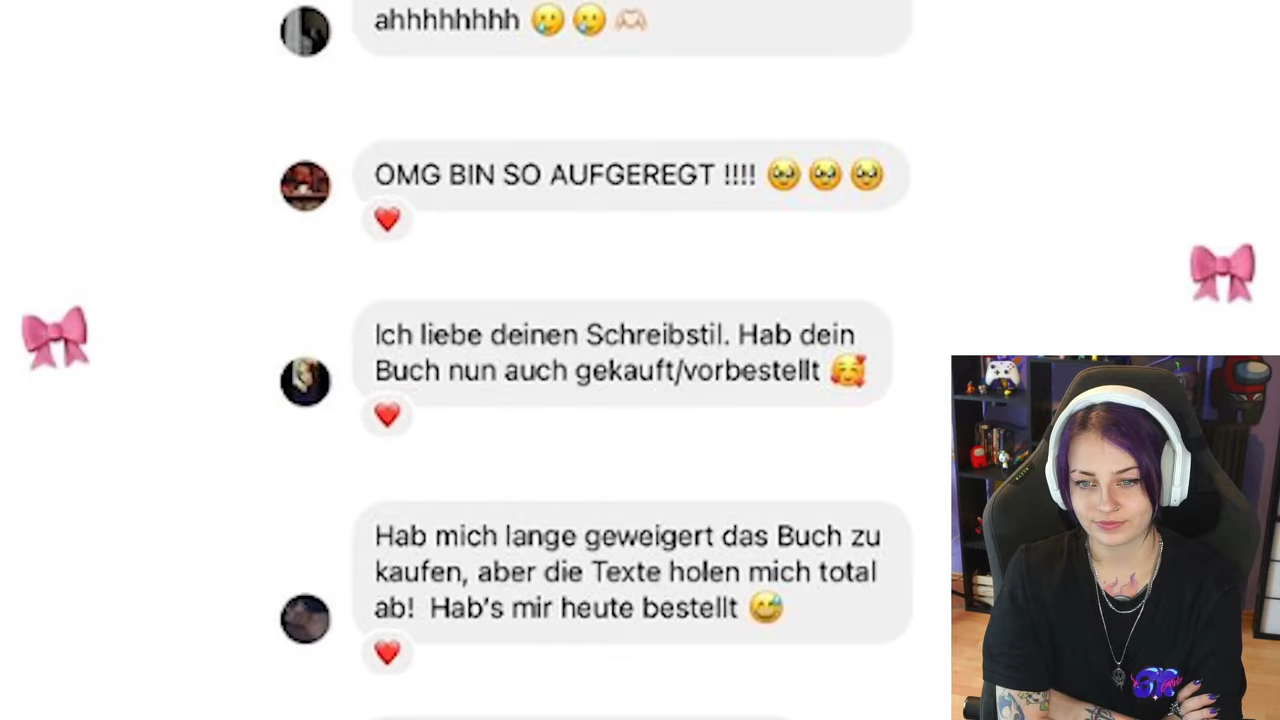 ahhhhhhhh 🥲🥲🫶🏻
OMG BIN SO AUFGEREGT !!!! 🥹🥹🥹
Ich liebe deinen Schreibstil. Hab dein
Buch nun auch gekauft/vorbestellt 🥰
Hab mich lange geweigert das Buch zu
kaufen, aber die Texte holen mich total
ab!  Hab's mir heute bestellt 😅